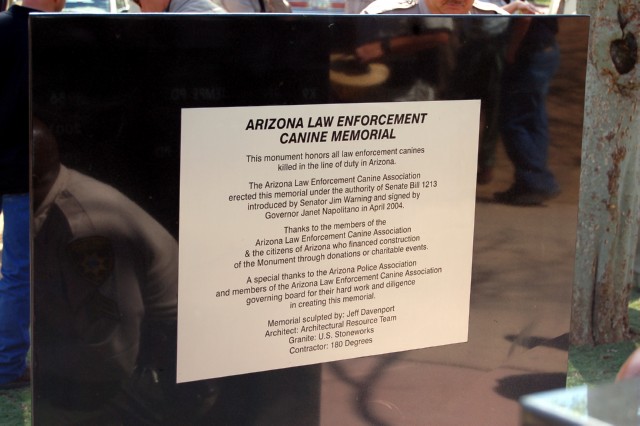 ARIZONA LAW ENFORCEMENT
CANINE MEMORIAL
This monument honors all law enforcement canines
killed in the line of duty in Arizona.
The Arizona Law Enforcement Canine Association
erected this memorial under the authority of Senate Bill 1213
introduced by Senator Jim Warning and signed by
Governor Janet Napolitano in April 2004.
Thanks to the members of the
Arizona Law Enforcement Canine Association
& the citizens of Arizona who financed construction
of the Monument through donations or charitable events.
A special thanks to the Arizona Police Association
and members of the Arizona Law Enforcement Canine Association
governing board for their hard work and diligence
in creating this memorial.
Memorial sculpted by: Jeff Davenport
Architect: Architectural Resource Team
Granite: U.S. Stoneworks
Contractor: 180 Degrees